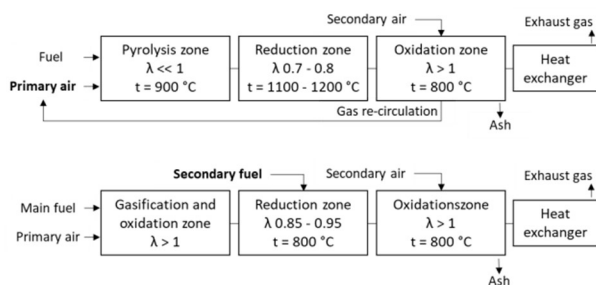 Secondary air
Exhaust gas
Fuel
Primary air
Pyrolysis zone
λ << 1
t = 900 °C
Reduction zone
λ 0.7 - 0.8
t = 1100 - 1200 °C
Oxidation zone
λ > 1
t = 800 °C
Heat
exchanger
Gas re-circulation
Ash
Secondary fuel
Secondary air
Exhaust gas
Main fuel
Primary air
Gasification and
oxidation zone
λ > 1
Reduction zone
λ 0.85 - 0.95
t = 800 °C
Oxidationszone
λ > 1
t = 800 °C
Heat
exchanger
Ash